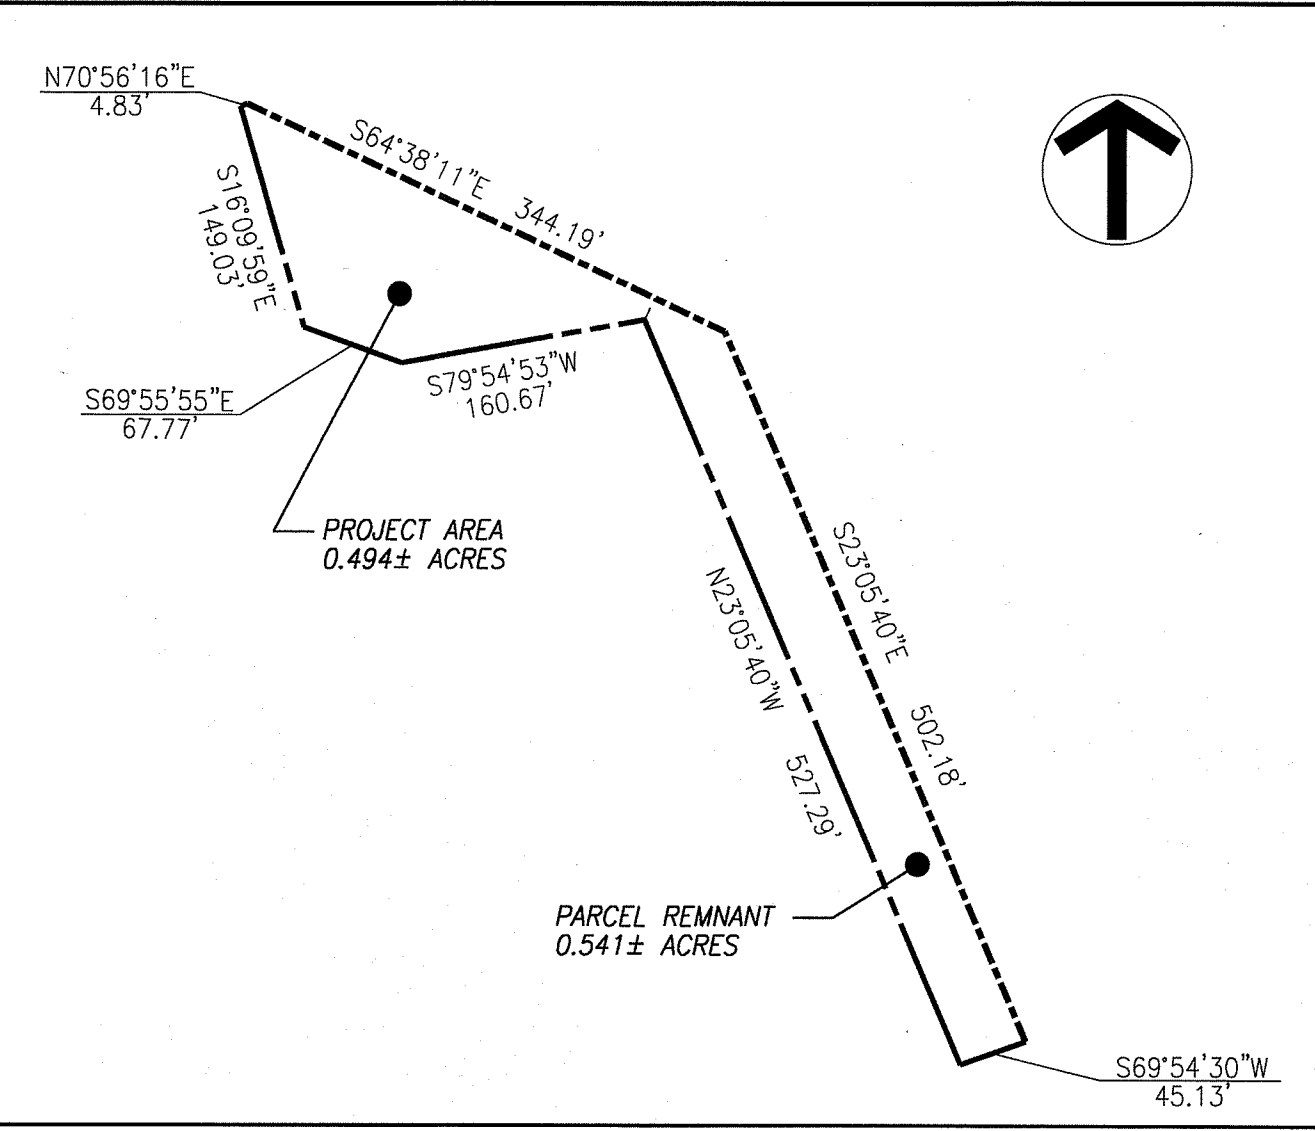 N70°56'16"E
4.83'
S64°38'11"E 344.19'
S16°09'59"E
149.03'
S79°54'53"W
160.67'
S69°55'55"E
67.77'
PROJECT AREA
0.494± ACRES
S23°05'40"E 502.18'
N23°05'40"W 527.29'
PARCEL REMNANT
0.541± ACRES
S69°54'30"W
45.13'